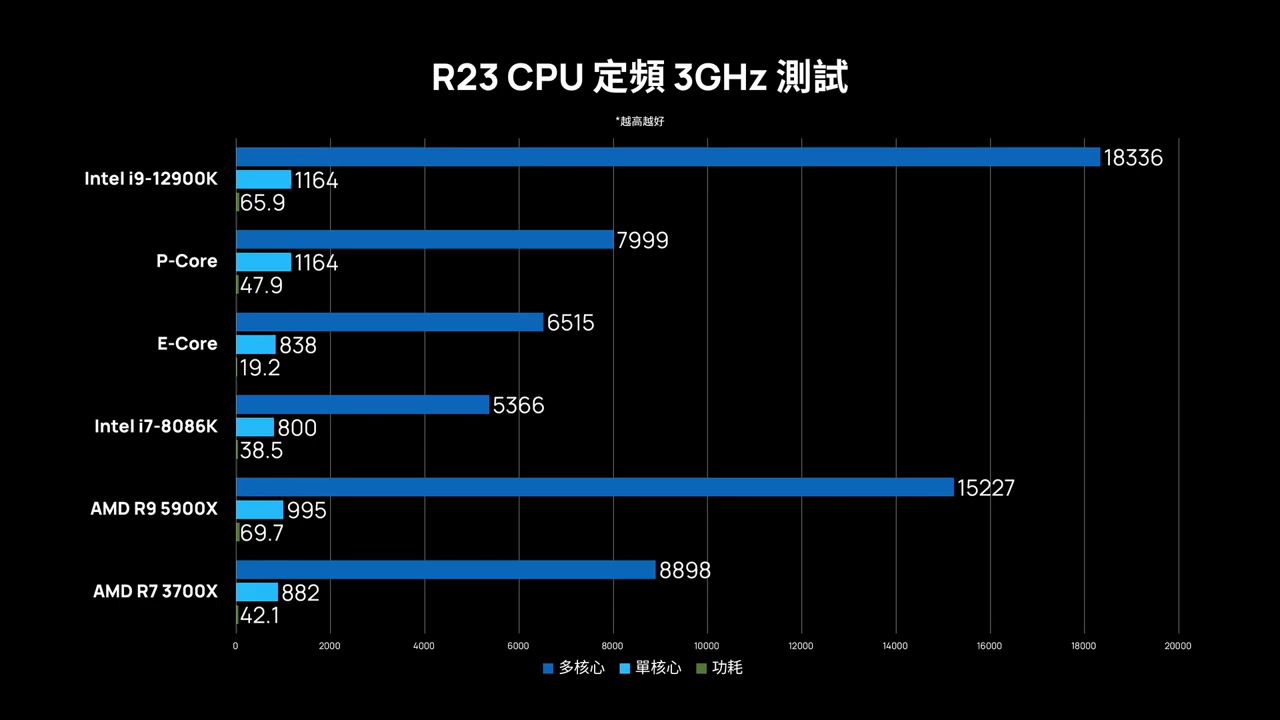 R23 CPU 定頻 3GHz 測試
*越高越好
Intel i9-12900K
18336
1164
65.9
P-Core
7999
1164
47.9
E-Core
6515
838
19.2
Intel i7-8086K
5366
800
38.5
AMD R9 5900X
15227
995
69.7
AMD R7 3700X
8898
882
42.1
0 2000 4000 6000 8000 10000 12000 14000 16000 18000 20000
多核心 單核心 功耗